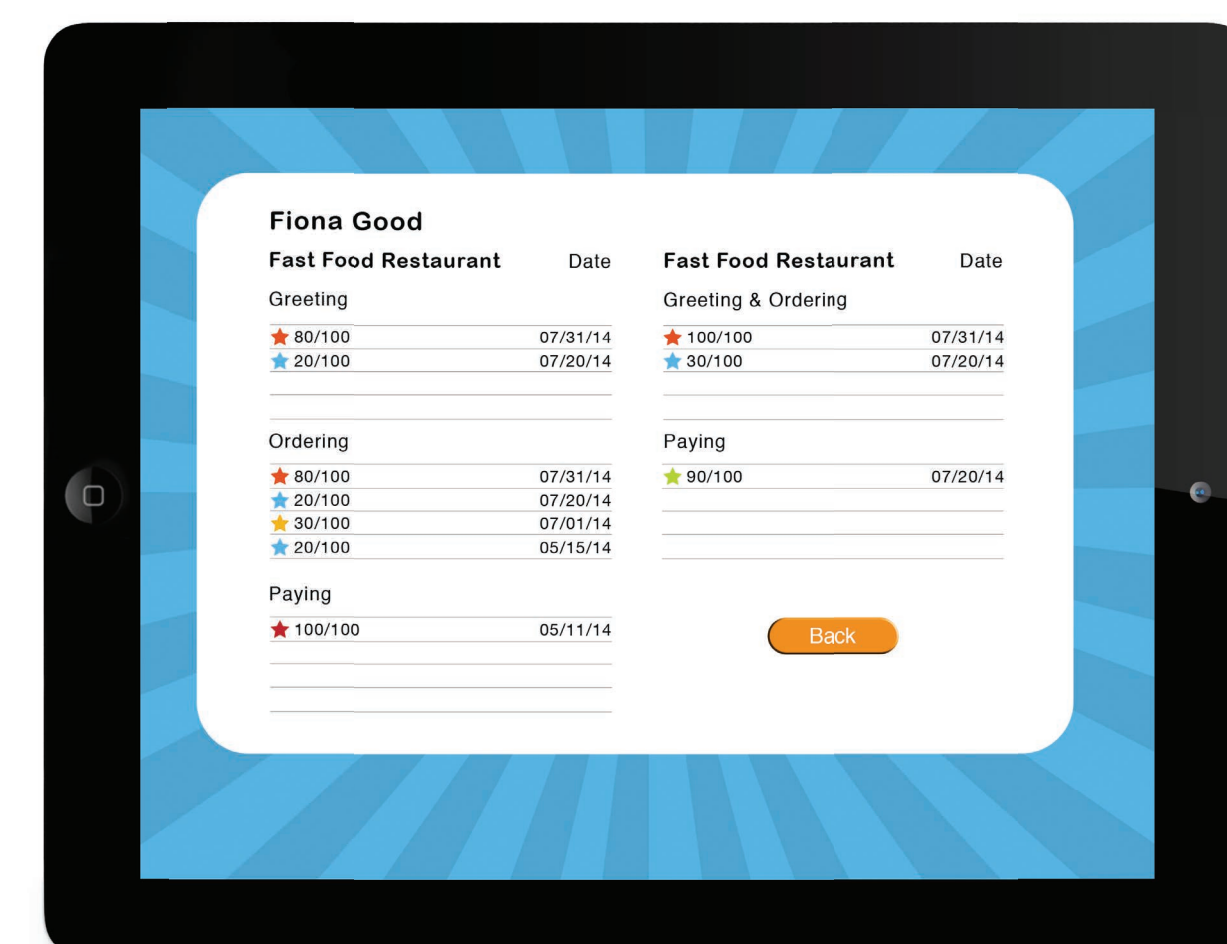 Fiona Good
Fast Food Restaurant Date
Greeting
80/100 07/31/14
20/100 07/20/14
Ordering
80/100 07/31/14
20/100 07/20/14
30/100 07/01/14
20/100 05/15/14
Paying
100/100 05/11/14
Fast Food Restaurant Date
Greeting & Ordering
100/100 07/31/14
30/100 07/20/14
Paying
90/100 07/20/14
Back